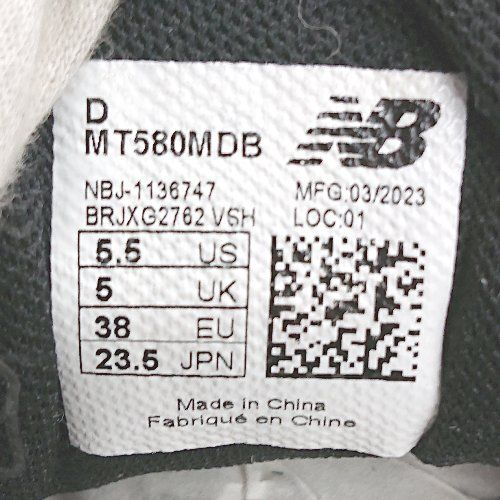 D
MT580MDB
NB
NBJ-1136747
MFG:03/2023
BRJXG2762 VSH
LOC:01
5.5 US
5 UK
38 EU
23.5 JPN
Made in China
Fabriqué en Chine